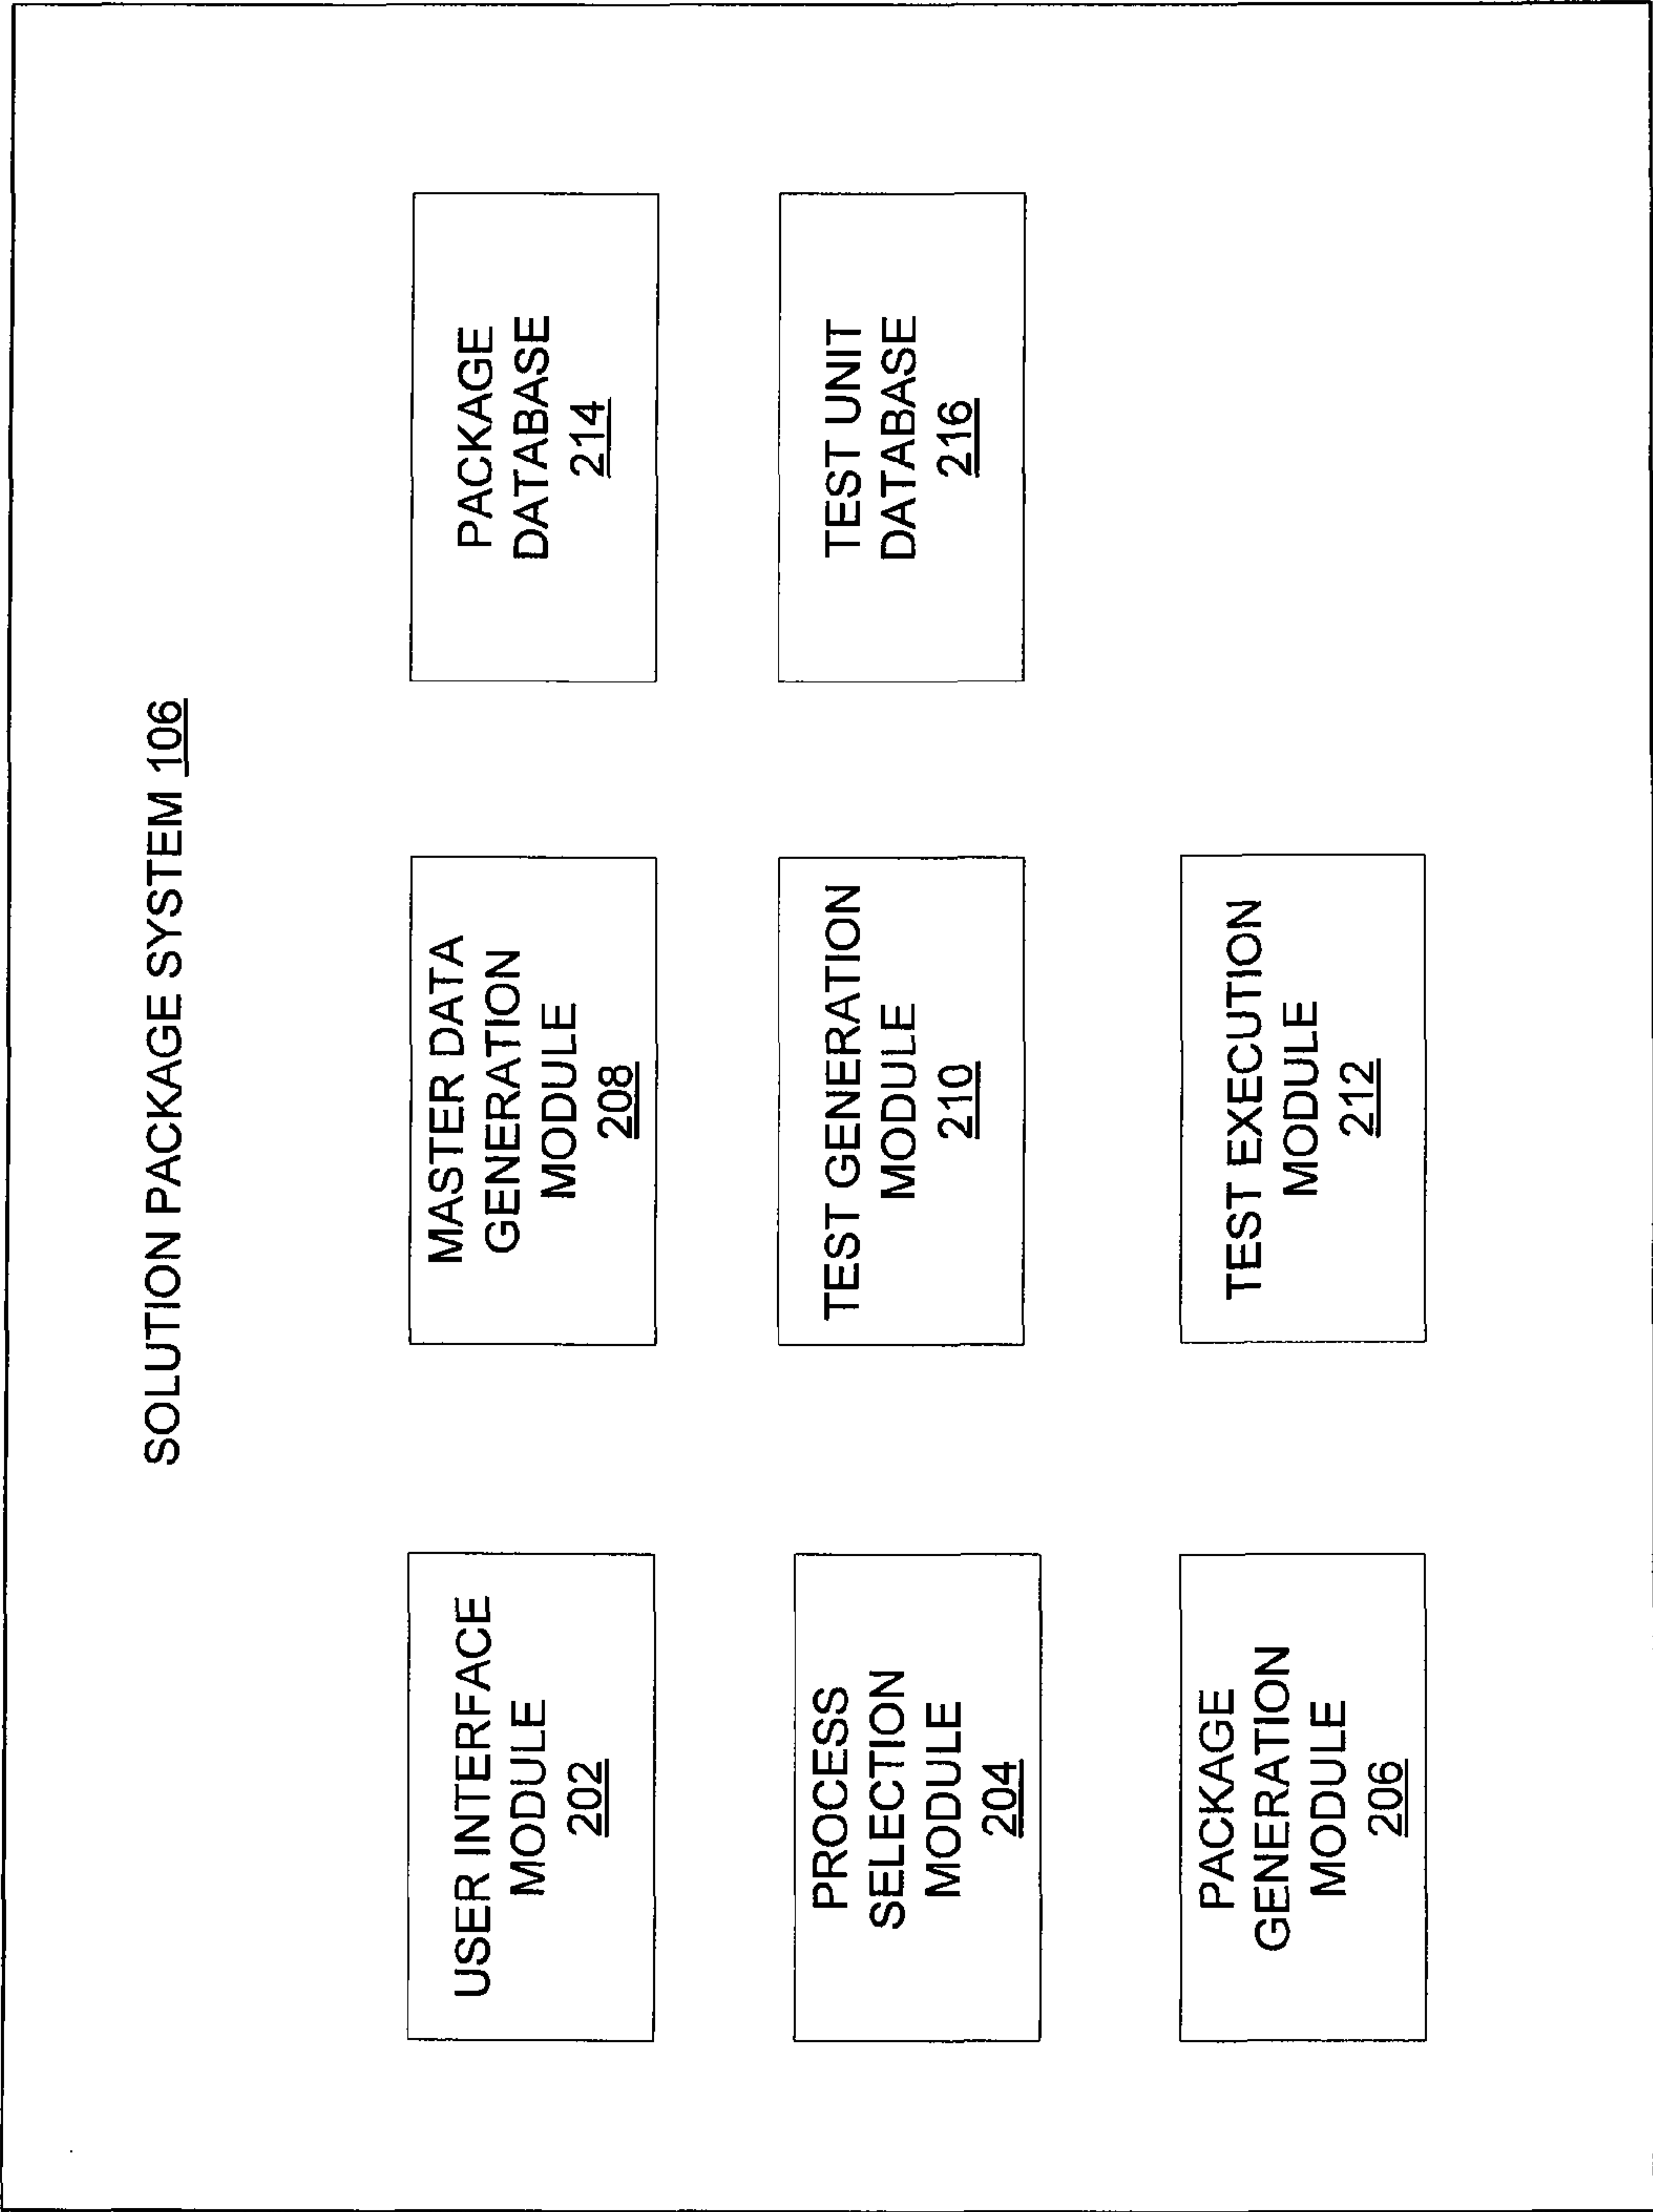 SOLUTION PACKAGE SYSTEM 106
USER INTERFACE
MODULE
202
PROCESS
SELECTION
MODULE
204
PACKAGE
GENERATION
MODULE
206
MASTER DATA
GENERATION
MODULE
208
TEST GENERATION
MODULE
210
TEST EXECUTION
MODULE
212
PACKAGE
DATABASE
214
TEST UNIT
DATABASE
216